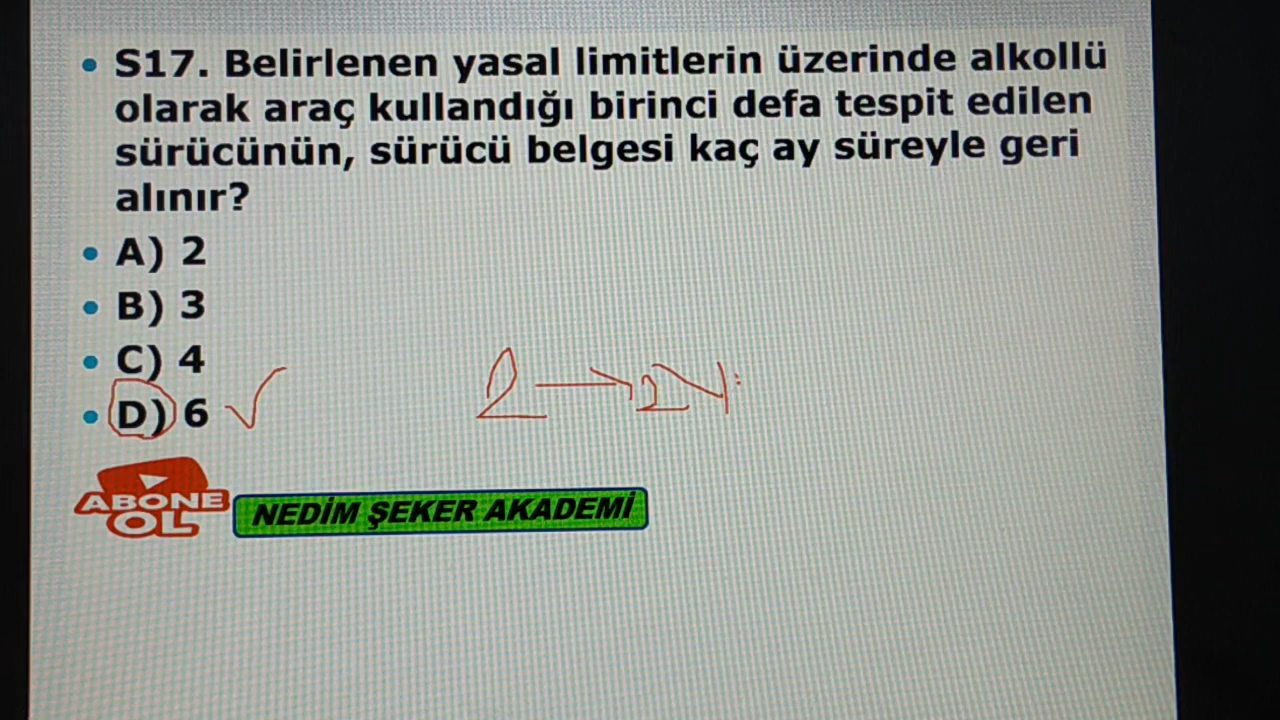 • S17. Belirlenen yasal limitlerin üzerinde alkollü
olarak araç kullandığı birinci defa tespit edilen
sürücünün, sürücü belgesi kaç ay süreyle geri
alınır?
• A) 2
• B) 3
• C) 4
• D) 6
2 → 24
ABONE
OL
NEDİM ŞEKER AKADEMİ